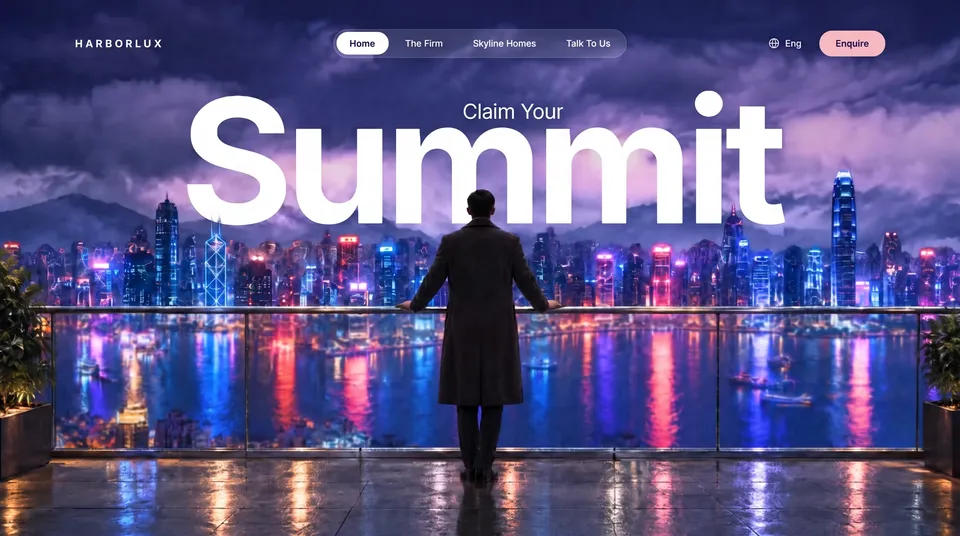 HARBORLUX
Home
The Firm
Skyline Homes
Talk To Us
Eng
Enquire
Claim Your
Summit